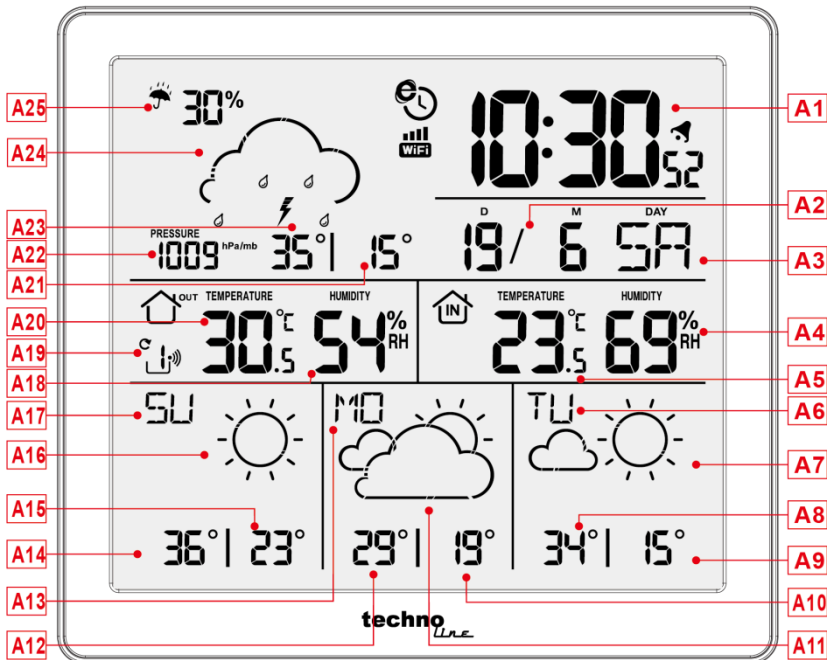 A25 30% 10:30 52 A1
A24 WiFi
D M DAY A2
A23
PRESSURE
A22 1009 hPa/mb 35° 15° 19/ 6 SA A3
A21
OUT TEMPERATURE HUMIDITY IN TEMPERATURE HUMIDITY
A20 30.5 °C 54 % RH 23.5 °C 69 % RH A4
A19 1
A18 A5
A17 SU MO TU A6
A16 A7
A15 A8
A14 36° 23° 29° 19° 34° 15° A9
A13 A10
techno
line
A12 A11